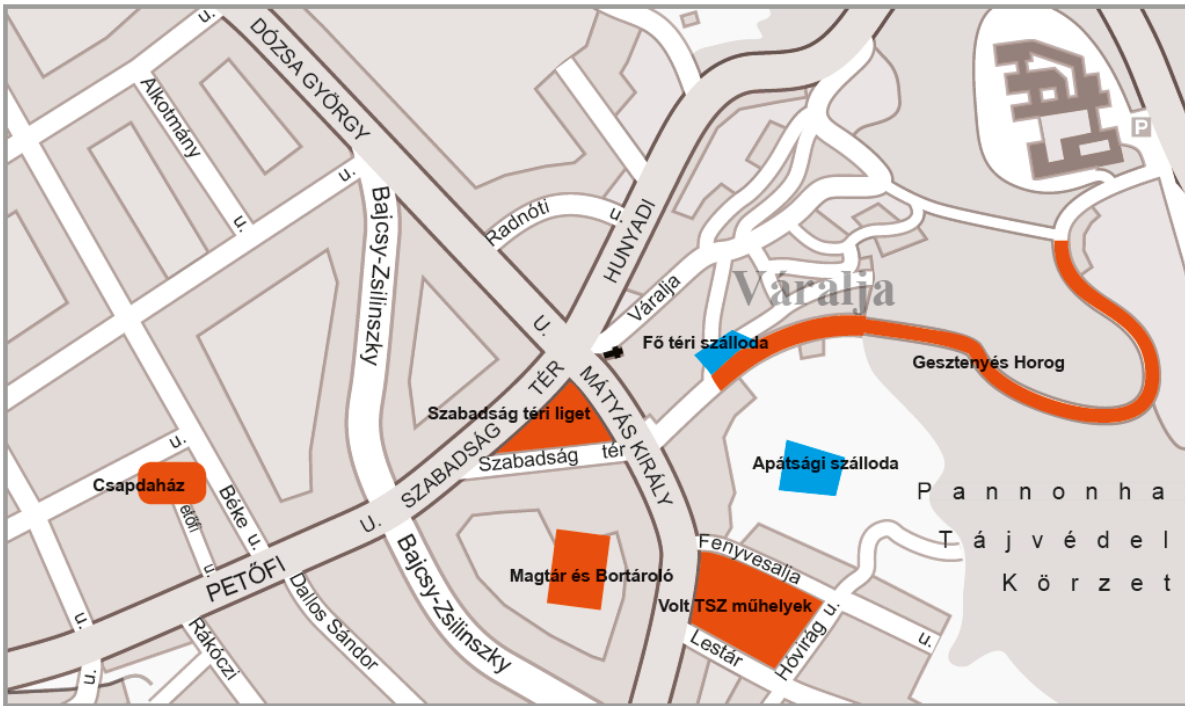 u.
DÓZSA GYÖRGY
Alkotmány
u.
u.
P
Bajcsy-Zsilinszky
Radnóti
u.
HUNYADI
U.
Váralja
Váralja
Fő téri szálloda
Gesztenyés Horog
TÉR
MÁTYÁS KIRÁLY
Szabadság téri liget
SZABADSÁG
Szabadság tér
u.
Csapdaház
Apátsági szálloda
Pannonha
Tájvédel
Körzet
Béke u.
etőfi
u.
U.
PETŐFI
Bajcsy-Zsilinszky
Magtár és Bortároló
Fenyvesalja
u.
Volt TSZ műhelyek
Hóvirág u.
Lestár
Dallos Sándor
Rákóczi
u.
u.